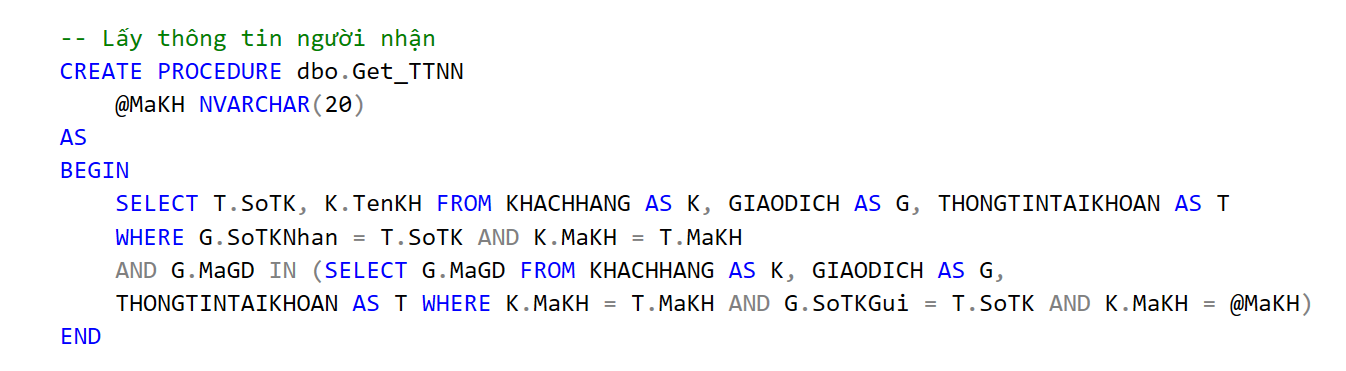 -- Lấy thông tin người nhận
CREATE PROCEDURE dbo.Get_TTNN
    @MaKH NVARCHAR(20)
AS
BEGIN
    SELECT T.SoTK, K.TenKH FROM KHACHHANG AS K, GIAODICH AS G, THONGTINTAIKHOAN AS T
    WHERE G.SoTKNhan = T.SoTK AND K.MaKH = T.MaKH
    AND G.MaGD IN (SELECT G.MaGD FROM KHACHHANG AS K, GIAODICH AS G,
    THONGTINTAIKHOAN AS T WHERE K.MaKH = T.MaKH AND G.SoTKGui = T.SoTK AND K.MaKH = @MaKH)
END